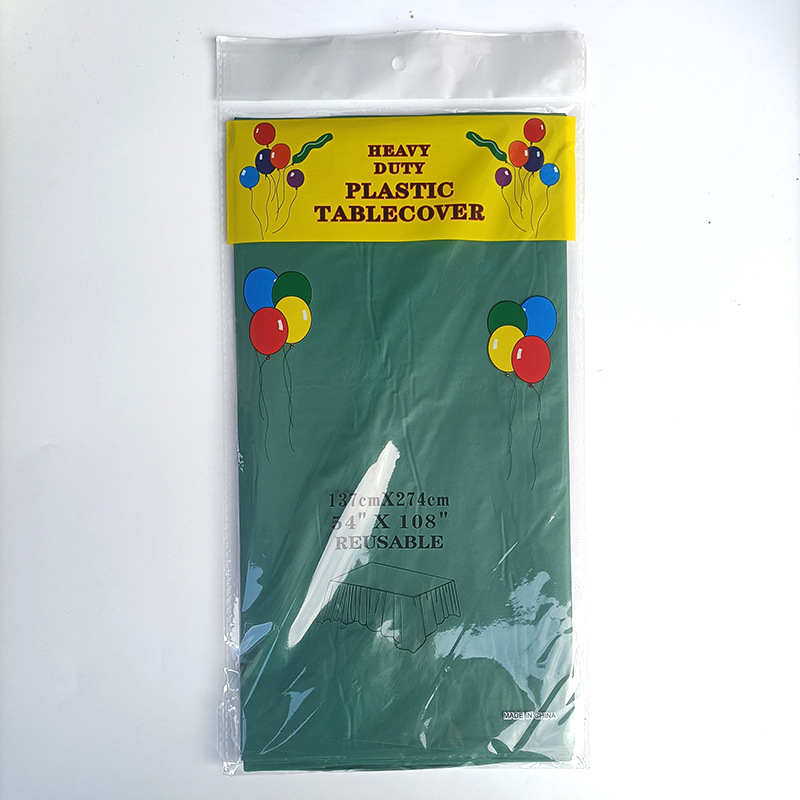 HEAVY
DUTY
PLASTIC
TABLECOVER
137cmX274cm
54" X 108"
REUSABLE
MADE IN CHINA